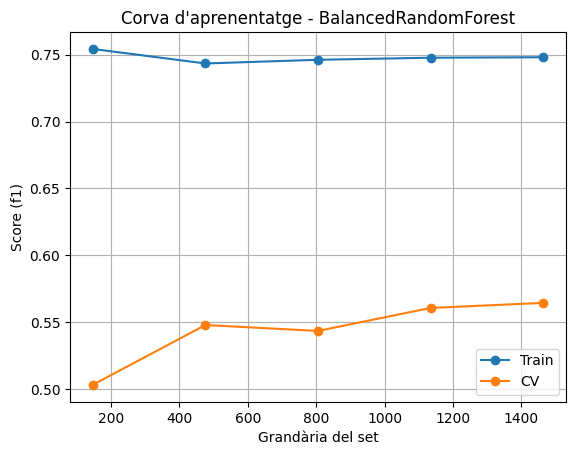 Corva d'aprenentatge - BalancedRandomForest
Score (f1)
0.75
0.70
0.65
0.60
0.55
0.50
Train
CV
200 400 600 800 1000 1200 1400
Grandària del set